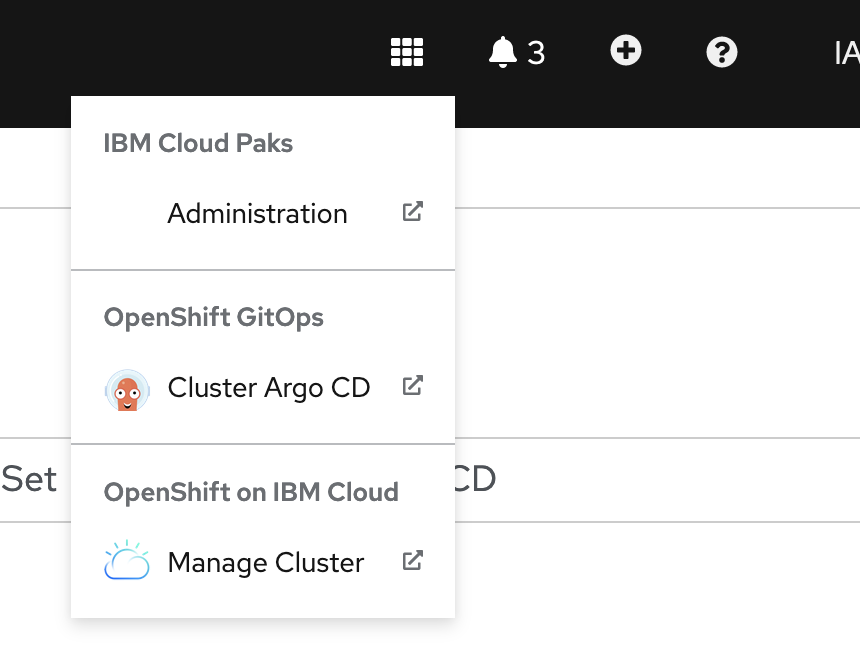 3
IA
IBM Cloud Paks
Administration
OpenShift GitOps
Cluster Argo CD
Set
CD
OpenShift on IBM Cloud
Manage Cluster